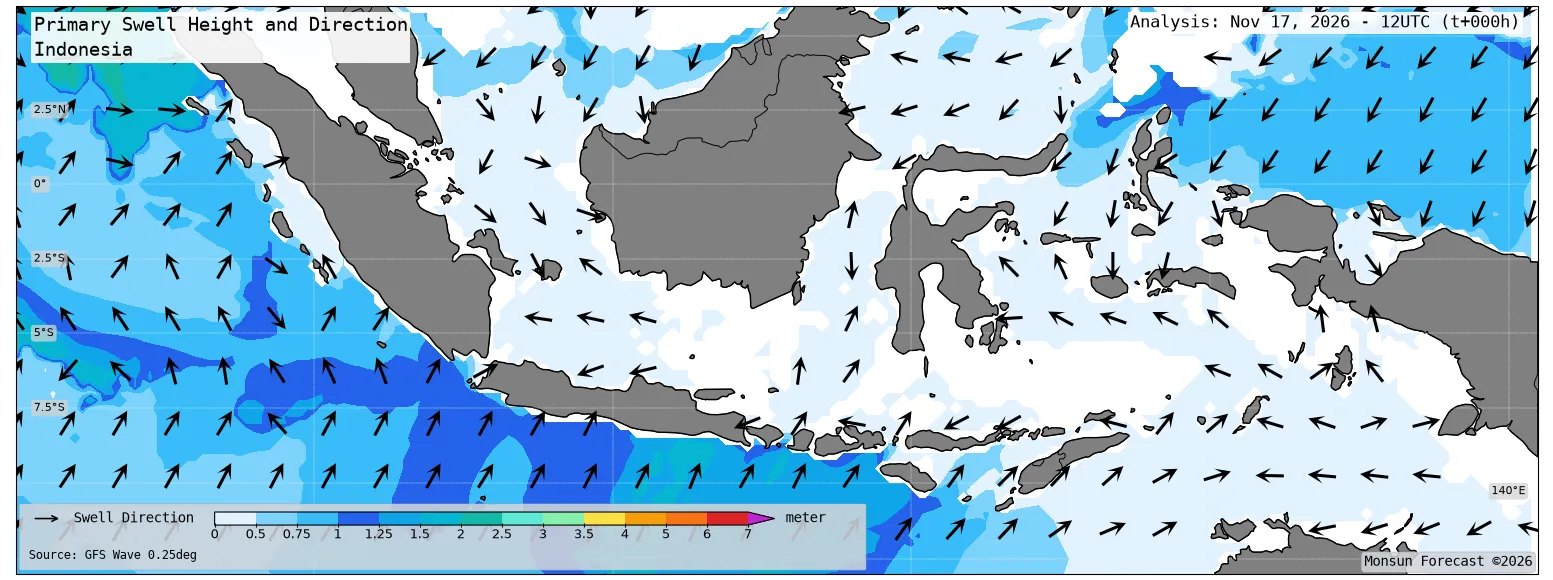 Primary Swell Height and Direction
Indonesia
Analysis: Nov 17, 2026 - 12UTC (t+000h)
2.5°N
0°
2.5°S
5°S
7.5°S
140°E
Swell Direction
meter
0 0.5 0.75 1 1.25 1.5 2 2.5 3 3.5 4 5 6 7
Source: GFS Wave 0.25deg
Monsun Forecast ©2026